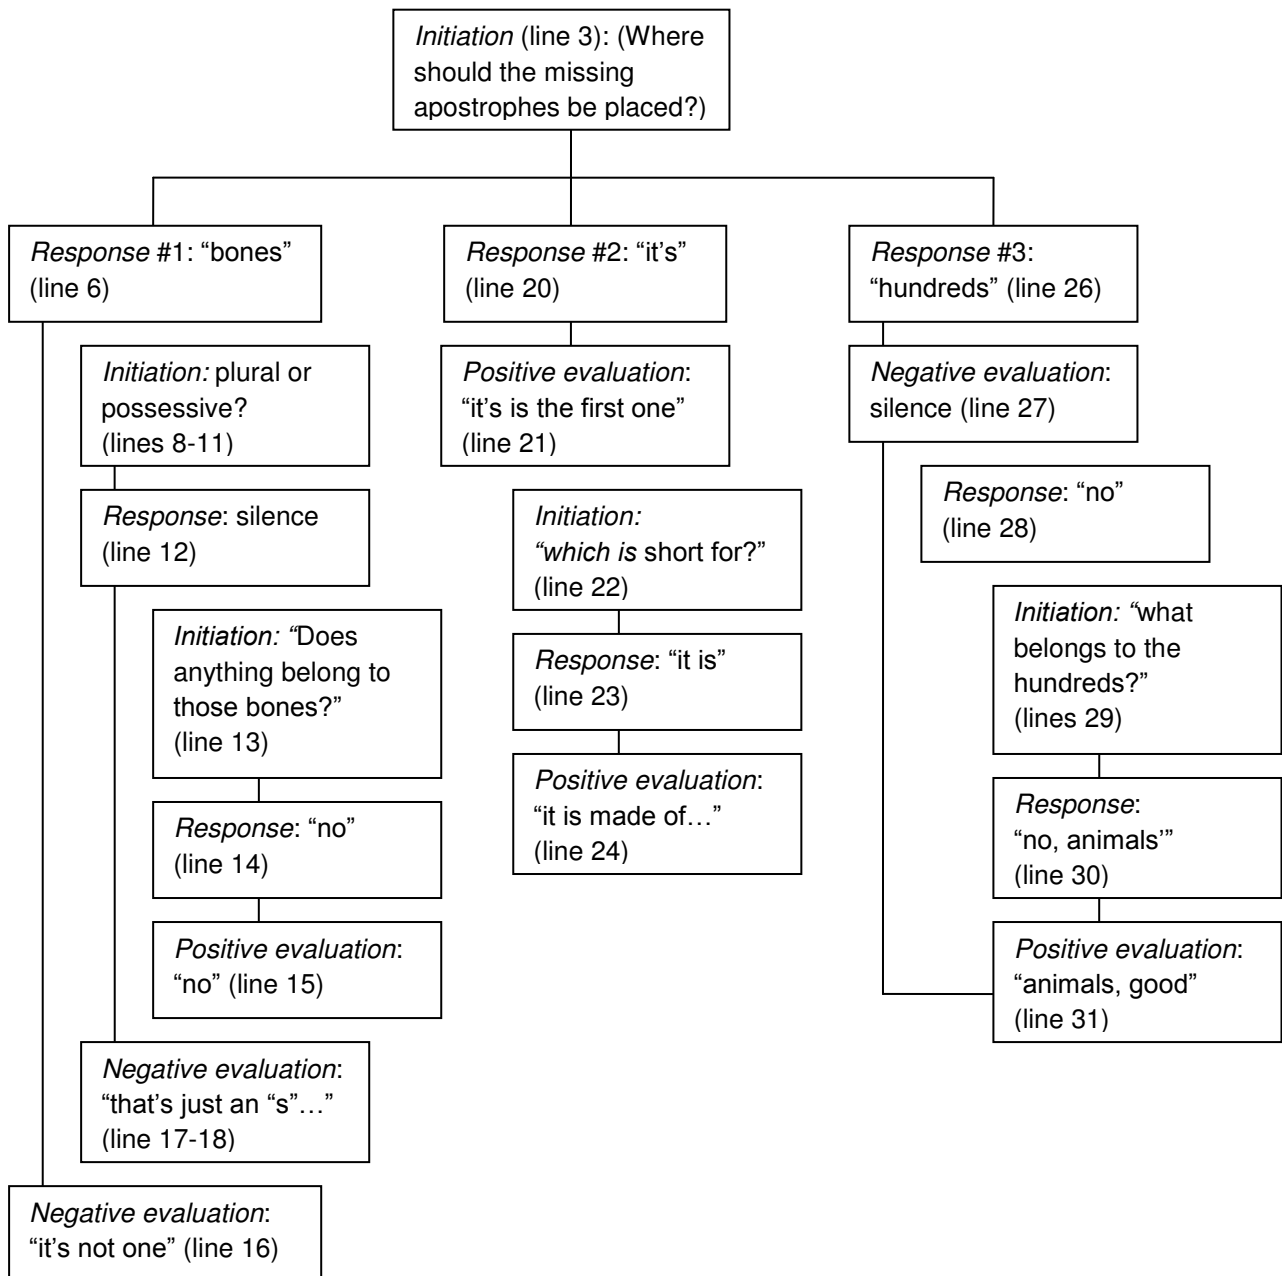 Initiation (line 3): (Where
should the missing
apostrophes be placed?)
Response #1: “bones”
(line 6)
Initiation: plural or
possessive?
(lines 8-11)
Response: silence
(line 12)
Initiation: “Does
anything belong to
those bones?”
(line 13)
Response: “no”
(line 14)
Positive evaluation:
“no” (line 15)
Negative evaluation:
“that’s just an “s”…”
(line 17-18)
Negative evaluation:
“it’s not one” (line 16)
Response #2: “it’s”
(line 20)
Positive evaluation:
“it’s is the first one”
(line 21)
Initiation:
“which is short for?”
(line 22)
Response: “it is”
(line 23)
Positive evaluation:
“it is made of…”
(line 24)
Response #3:
“hundreds” (line 26)
Negative evaluation:
silence (line 27)
Response: “no”
(line 28)
Initiation: “what
belongs to the
hundreds?”
(lines 29)
Response:
“no, animals’”
(line 30)
Positive evaluation:
“animals, good”
(line 31)